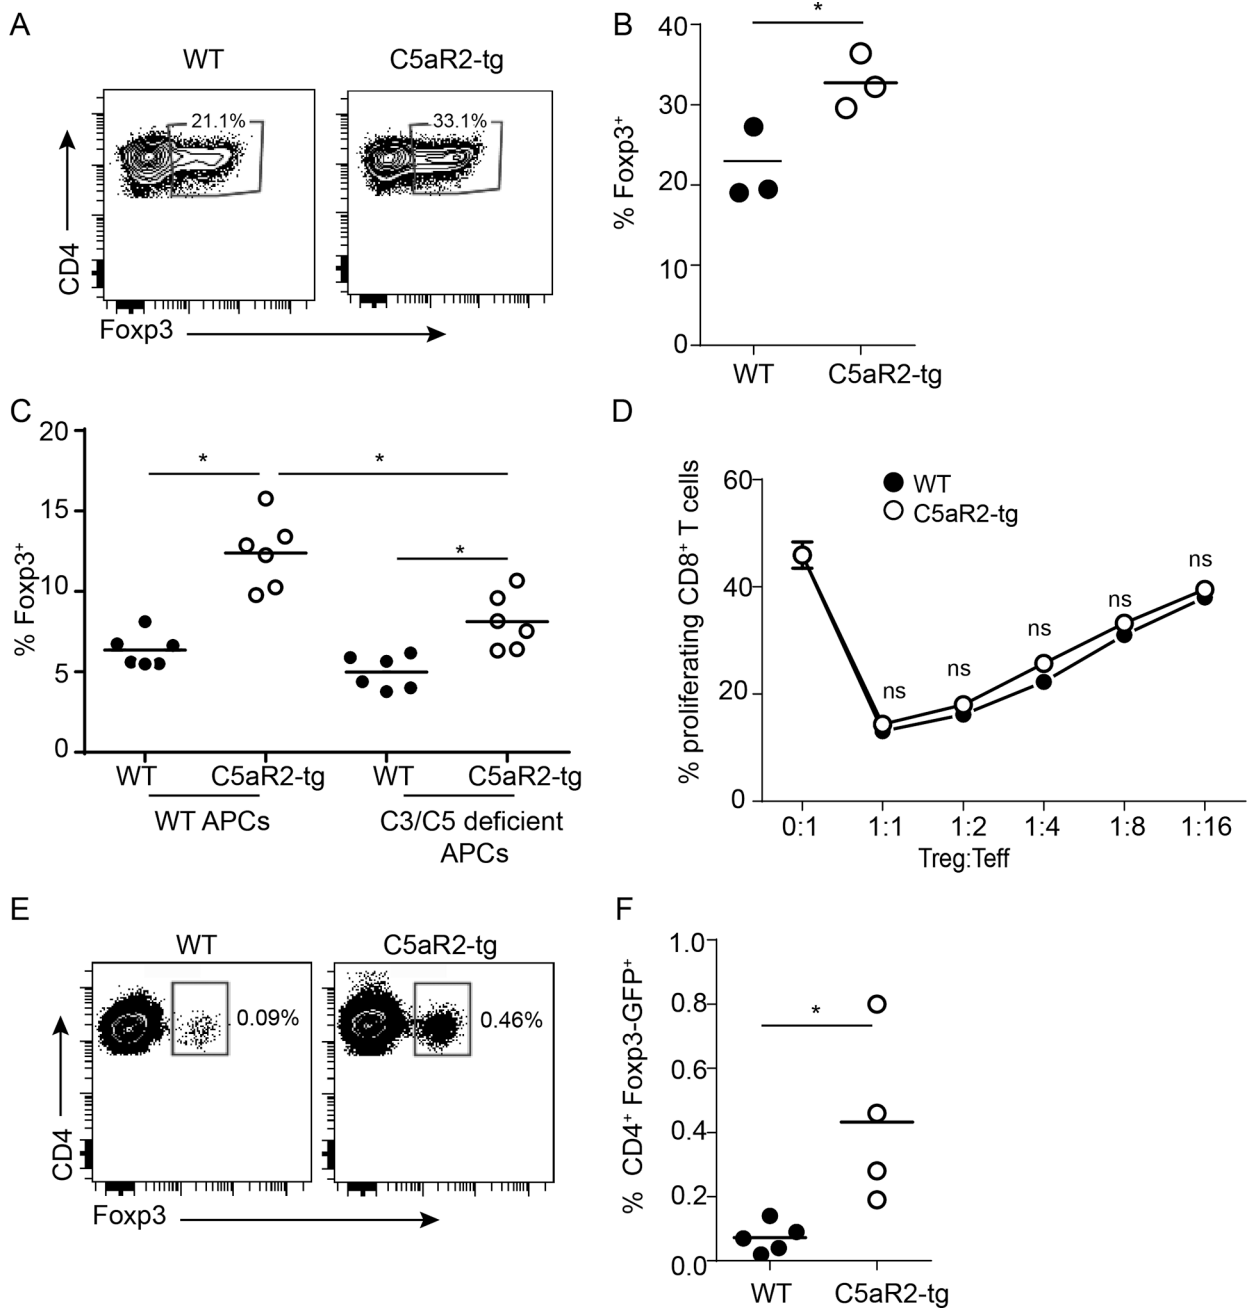 A
WT
C5aR2-tg
21.1%
33.1%
CD4
Foxp3
B
*
40
30
20
10
0
% Foxp3⁺
WT
C5aR2-tg
C
20
15
10
5
0
% Foxp3⁺
*
*
*
WT
C5aR2-tg
WT
C5aR2-tg
WT APCs
C3/C5 deficient
APCs
D
60
40
20
0
% proliferating CD8⁺ T cells
WT
C5aR2-tg
ns
ns
ns
ns
ns
0:1
1:1
1:2
1:4
1:8
1:16
Treg:Teff
E
WT
C5aR2-tg
0.09%
0.46%
CD4
Foxp3
F
1.0
0.8
0.6
0.4
0.2
0.0
% CD4⁺ Foxp3-GFP⁺
*
WT
C5aR2-tg